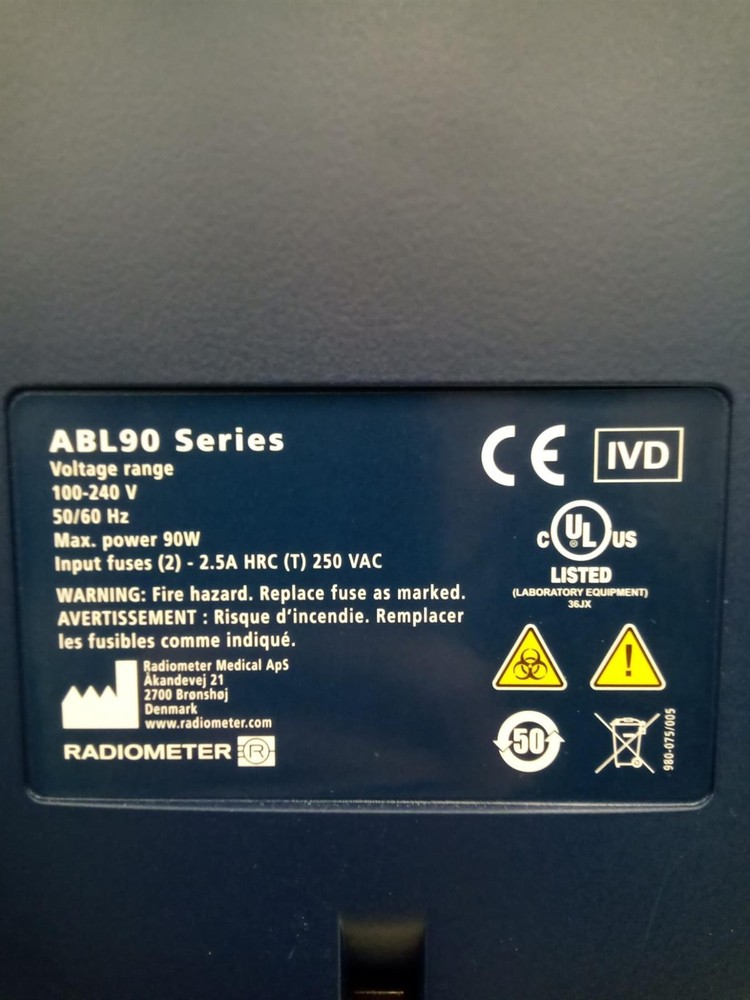 ABL90 Series
Voltage range
100-240 V
50/60 Hz
Max. power 90W
Input fuses (2) - 2.5A HRC (T) 250 VAC
WARNING: Fire hazard. Replace fuse as marked.
AVERTISSEMENT : Risque d'incendie. Remplacer
les fusibles comme indiqué.
Radiometer Medical ApS
Åkandevej 21
2700 Brønshøj
Denmark
www.radiometer.com
RADIOMETER R
CE IVD
C UL US
®
LISTED
(LABORATORY EQUIPMENT)
36JX
!
50
980-075/005